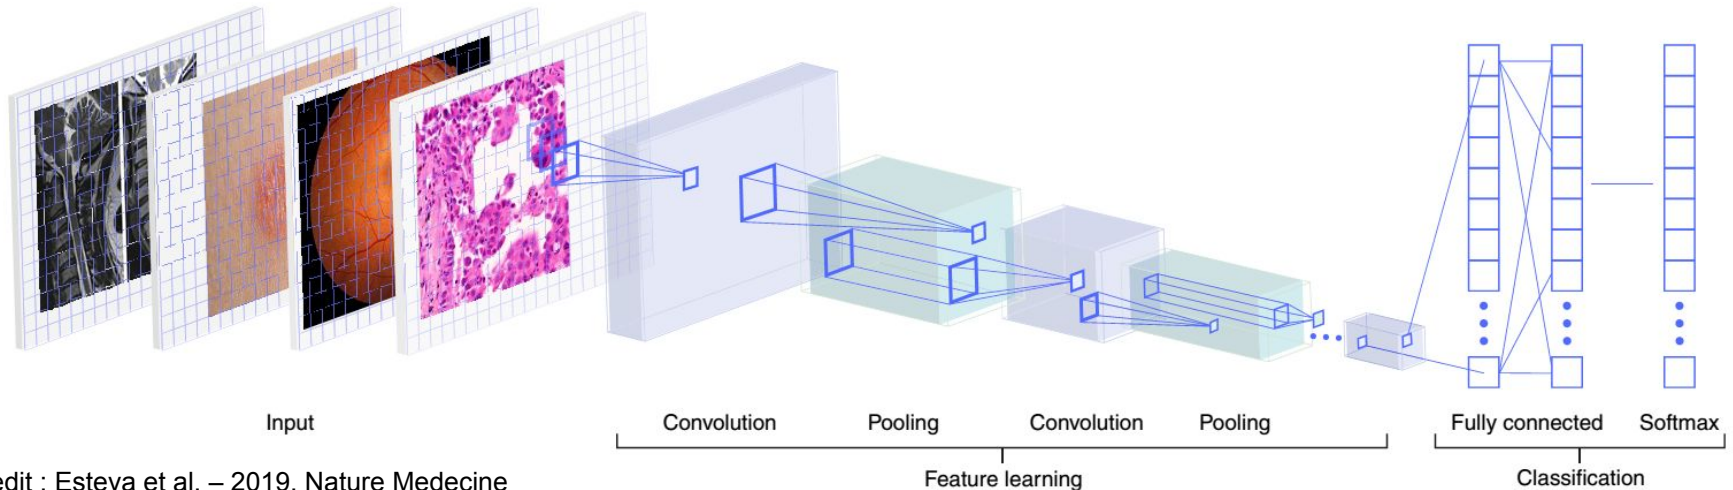 Input
Convolution Pooling Convolution Pooling
Fully connected Softmax
Feature learning
Classification
edit : Esteva et al. – 2019, Nature Medecine